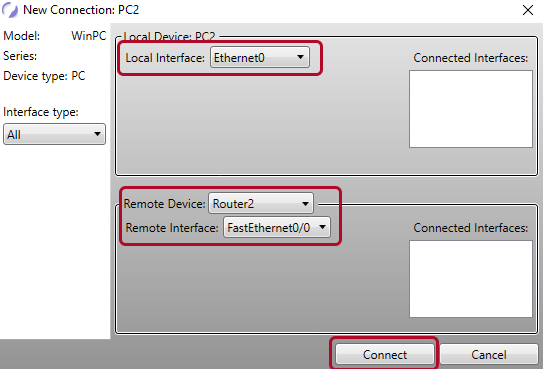 New Connection: PC2
Model: WinPC
Series:
Device type: PC
Interface type:
All
Local Device: PC2
Local Interface: Ethernet0
Connected Interfaces:
Remote Device: Router2
Remote Interface: FastEthernet0/0
Connected Interfaces:
Connect
Cancel